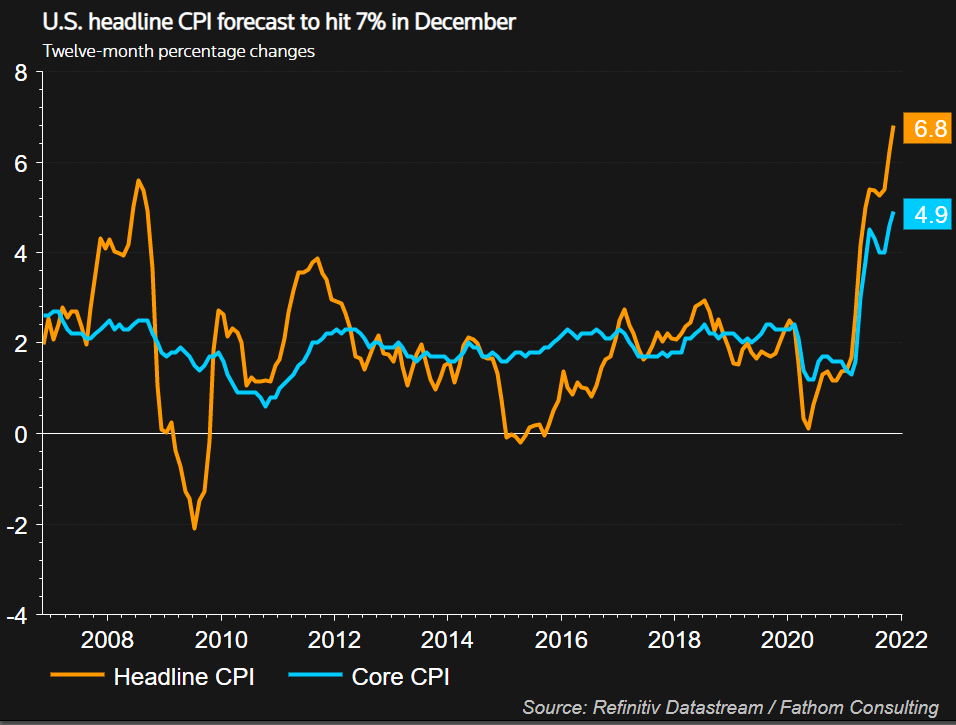 U.S. headline CPI forecast to hit 7% in December
Twelve-month percentage changes
8
6.8
6
4.9
4
2
0
-2
-4
2008 2010 2012 2014 2016 2018 2020 2022
Headline CPI Core CPI
Source: Refinitiv Datastream / Fathom Consulting